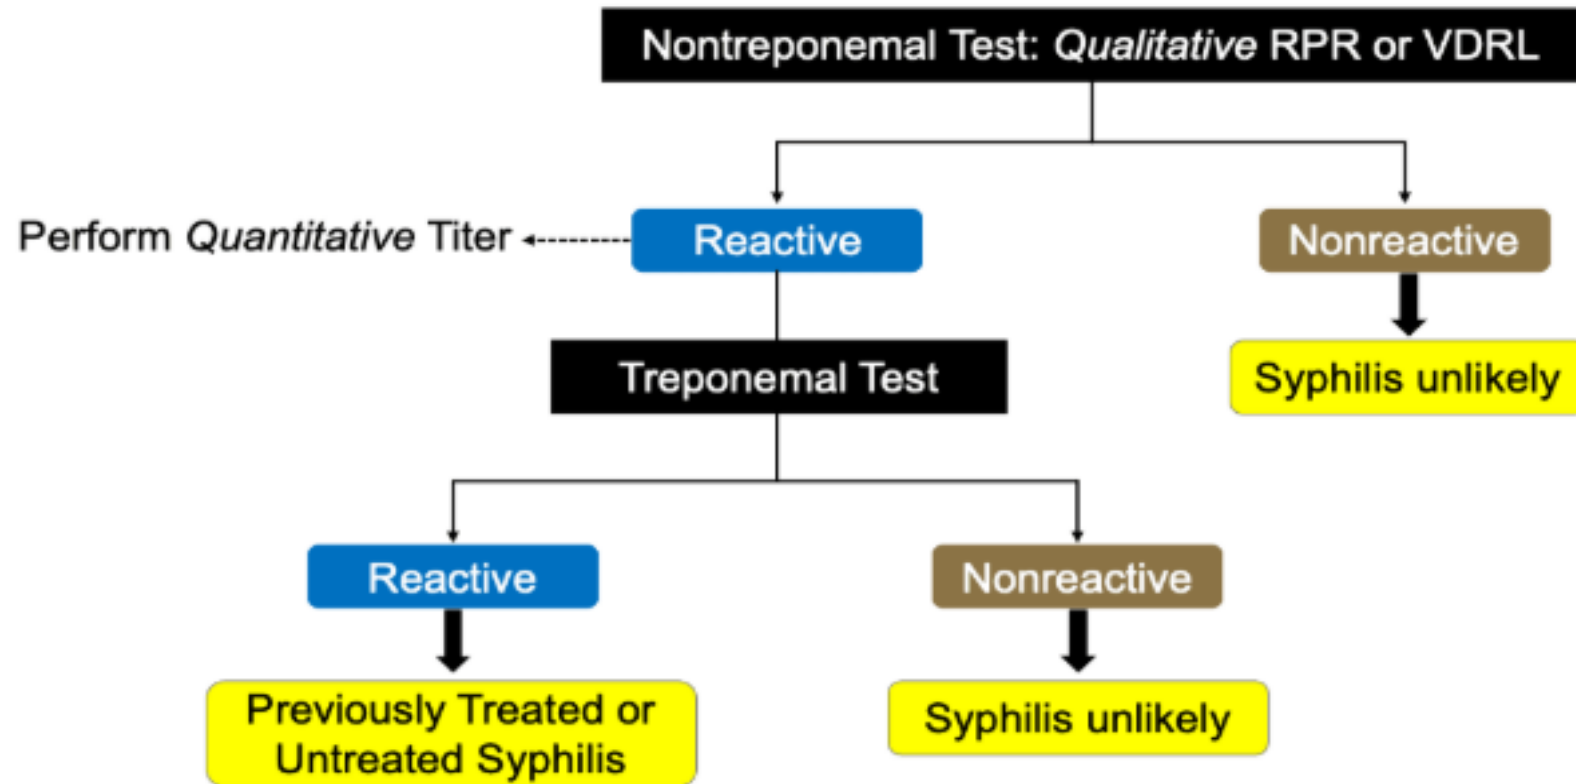 Nontreponemal Test: Qualitative RPR or VDRL
Perform Quantitative Titer
Reactive
Nonreactive
Treponemal Test
Syphilis unlikely
Reactive
Nonreactive
Previously Treated or
Untreated Syphilis
Syphilis unlikely